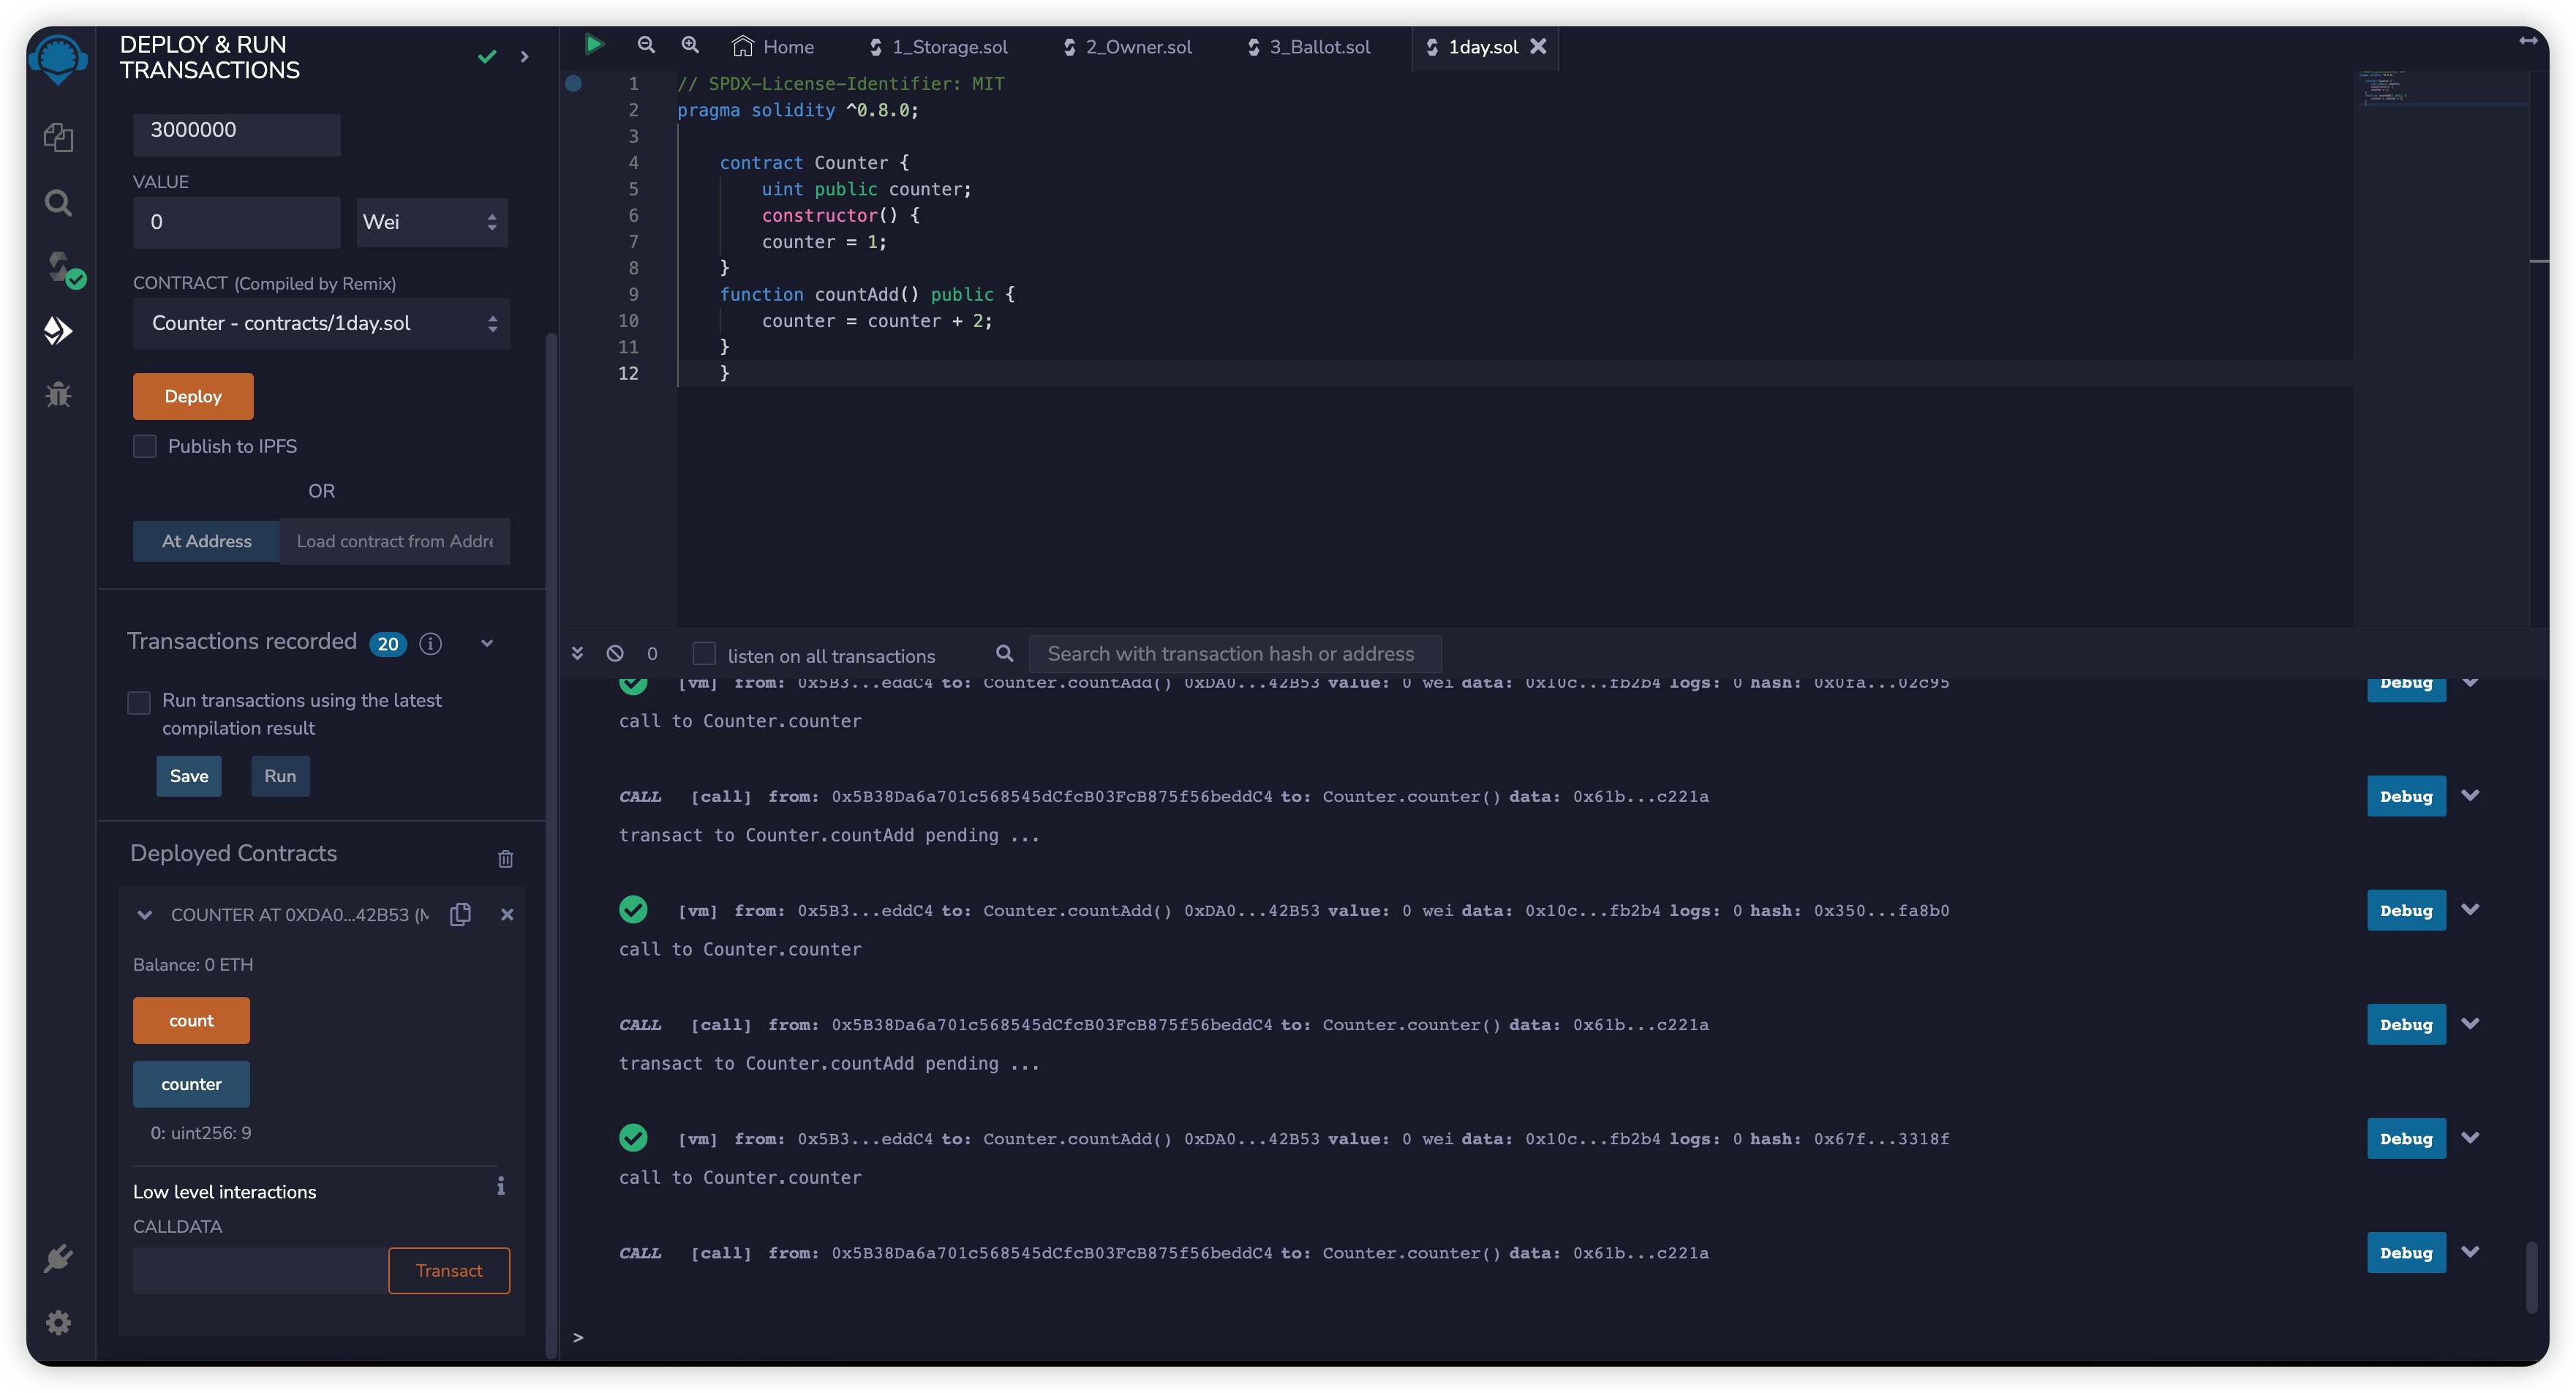 DEPLOY & RUN
TRANSACTIONS
3000000
VALUE
0
Wei
CONTRACT (Compiled by Remix)
Counter - contracts/1day.sol
Deploy
Publish to IPFS
OR
At Address
Load contract from Addre
Transactions recorded 20
Run transactions using the latest
compilation result
Save
Run
Deployed Contracts
COUNTER AT 0XDA0...42B53 (M
Balance: 0 ETH
count
counter
0: uint256: 9
Low level interactions
CALLDATA
Transact
Home
1_Storage.sol
2_Owner.sol
3_Ballot.sol
1day.sol
1 // SPDX-License-Identifier: MIT
2 pragma solidity ^0.8.0;
3
4 contract Counter {
5 uint public counter;
6 constructor() {
7 counter = 1;
8 }
9 function countAdd() public {
10 counter = counter + 2;
11 }
12 }
0
listen on all transactions
Search with transaction hash or address
[vm] from: 0x5B3...eddC4 to: Counter.countAdd() 0xDA0...42B53 value: 0 wei data: 0x10c...fb2b4 logs: 0 hash: 0x0fa...02c95
Debug
call to Counter.counter
CALL [call] from: 0x5B38Da6a701c568545dCfcB03FcB875f56beddC4 to: Counter.counter() data: 0x61b...c221a
Debug
transact to Counter.countAdd pending ...
[vm] from: 0x5B3...eddC4 to: Counter.countAdd() 0xDA0...42B53 value: 0 wei data: 0x10c...fb2b4 logs: 0 hash: 0x350...fa8b0
Debug
call to Counter.counter
CALL [call] from: 0x5B38Da6a701c568545dCfcB03FcB875f56beddC4 to: Counter.counter() data: 0x61b...c221a
Debug
transact to Counter.countAdd pending ...
[vm] from: 0x5B3...eddC4 to: Counter.countAdd() 0xDA0...42B53 value: 0 wei data: 0x10c...fb2b4 logs: 0 hash: 0x67f...3318f
Debug
call to Counter.counter
CALL [call] from: 0x5B38Da6a701c568545dCfcB03FcB875f56beddC4 to: Counter.counter() data: 0x61b...c221a
Debug
>